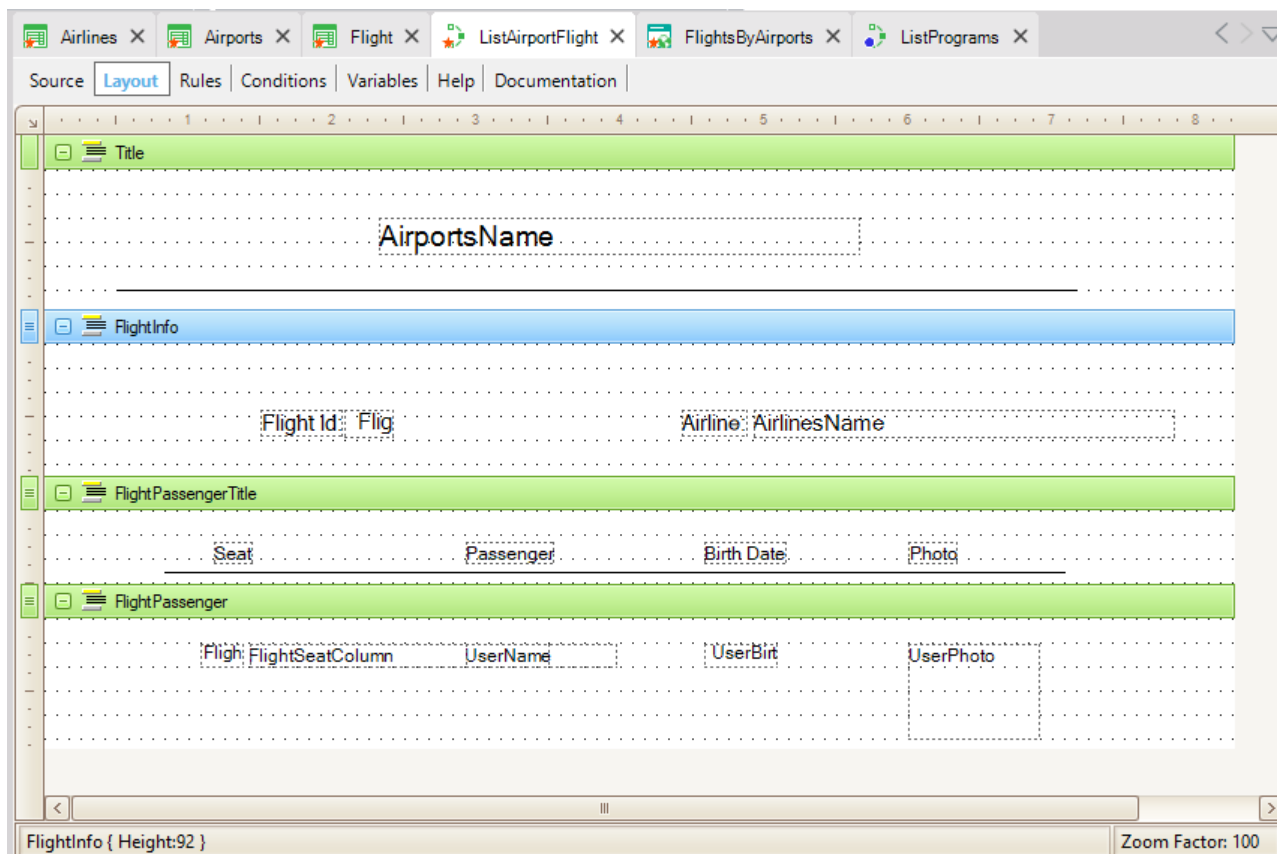 Airlines Airports Flight ListAirportFlight FlightsByAirports ListPrograms
Source Layout Rules Conditions Variables Help Documentation
1 2 3 4 5 6 7 8
Title
AirportsName
FlightInfo
Flight Id: Flig Airline: AirlinesName
FlightPassengerTitle
Seat Passenger Birth Date Photo
FlightPassenger
Fligh FlightSeatColumn UserName UserBirt UserPhoto
FlightInfo { Height:92 } Zoom Factor: 100